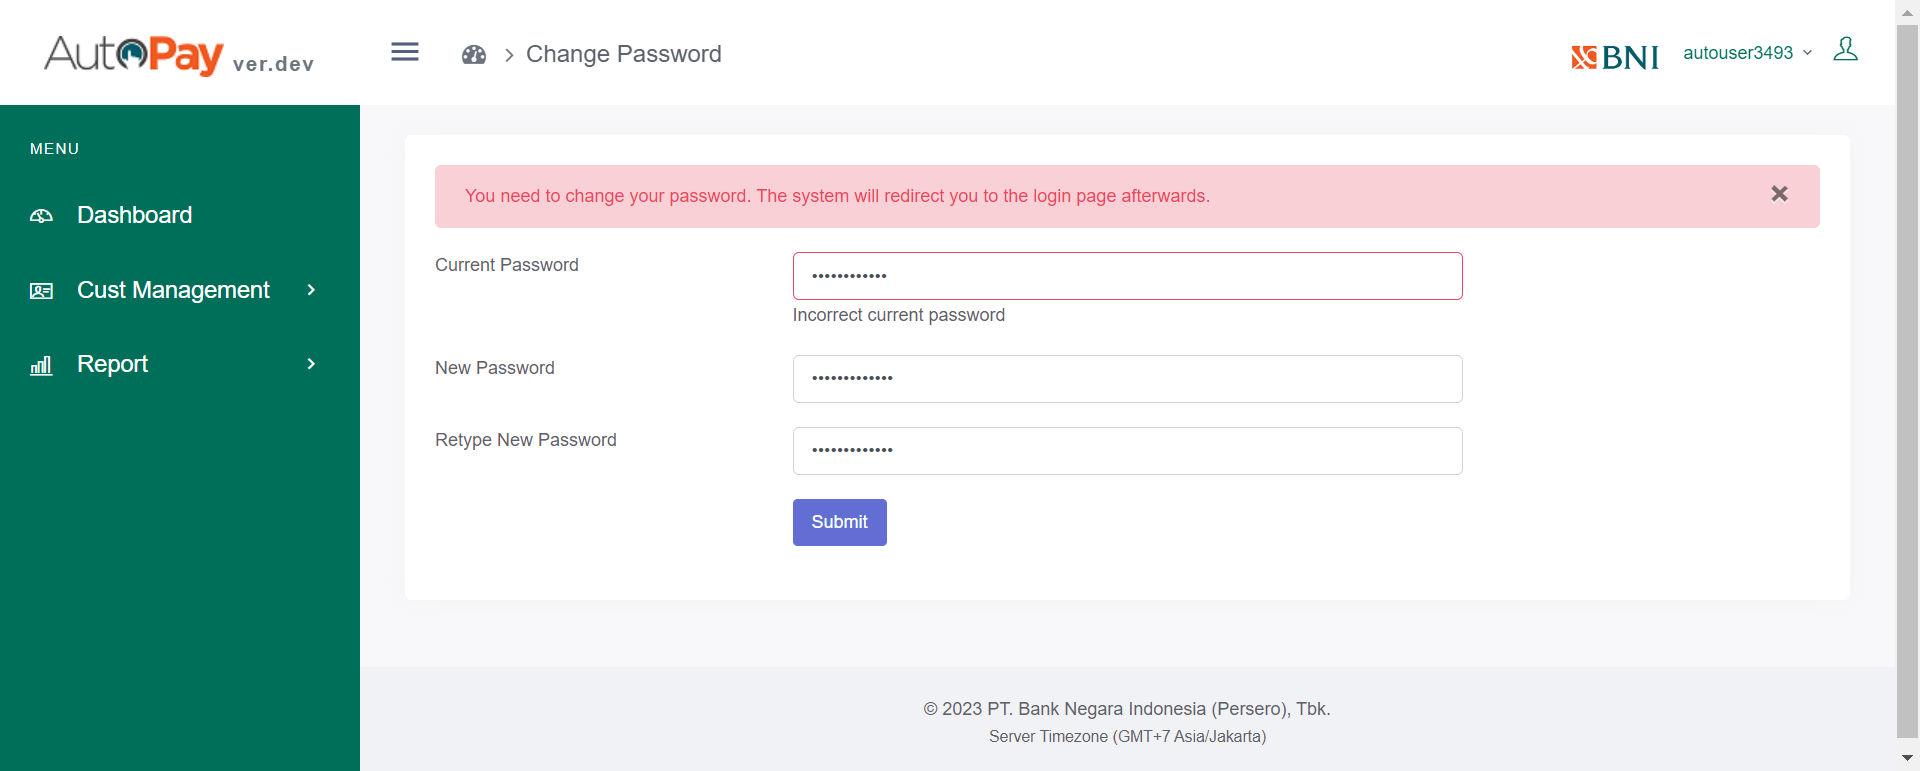 AutoPay ver.dev
Change Password
BNI
autouser3493
MENU
Dashboard
Cust Management
Report
You need to change your password. The system will redirect you to the login page afterwards.
Current Password
Incorrect current password
New Password
Retype New Password
Submit
© 2023 PT. Bank Negara Indonesia (Persero), Tbk.
Server Timezone (GMT+7 Asia/Jakarta)